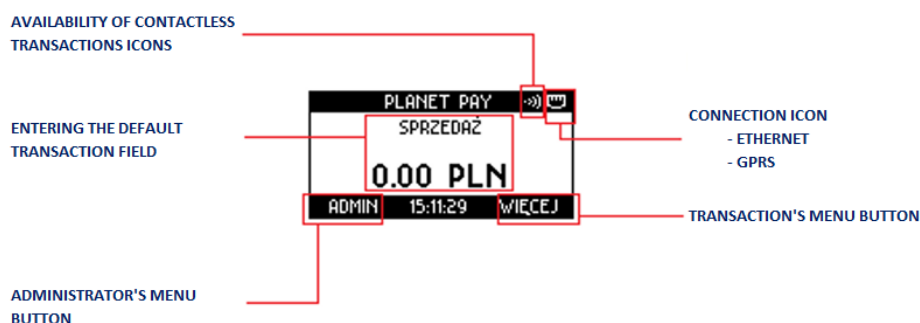 AVAILABILITY OF CONTACTLESS
TRANSACTIONS ICONS
PLANET PAY
SPRZEDAŻ
0.00 PLN
ADMIN 15:11:29 WIĘCEJ
ENTERING THE DEFAULT
TRANSACTION FIELD
CONNECTION ICON
- ETHERNET
- GPRS
TRANSACTION'S MENU BUTTON
ADMINISTRATOR'S MENU
BUTTON